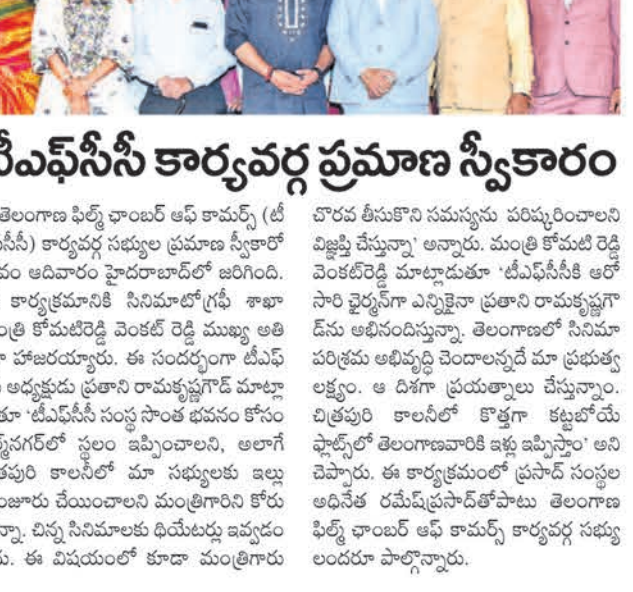 టీఎఫ్‌సీసీ కార్యవర్గ ప్రమాణ స్వీకారం
తెలంగాణ ఫిల్మ్ ఛాంబర్ ఆఫ్ కామర్స్ (టీ
సీసీ) కార్యవర్గ సభ్యుల ప్రమాణ స్వీకారో
వం ఆదివారం హైదరాబాద్‌లో జరిగింది.
కార్యక్రమానికి సినిమాటోగ్రఫీ శాఖా
త్రి కోమటిరెడ్డి వెంకట్ రెడ్డి ముఖ్య అతి
హాజరయ్యారు. ఈ సందర్భంగా టీఎఫ్
అధ్యక్షుడు ప్రతాని రామకృష్ణగౌడ్ మాట్లా
తూ 'టీఎఫ్‌సీసీ సంస్థ సొంత భవనం కోసం
్మ్‌నగర్‌లో స్థలం ఇప్పించాలని, అలాగే
త్రపురి కాలనీలో మా సభ్యులకు ఇల్లు
ంజూరు చేయించాలని మంత్రిగారిని కోరు
న్నా. చిన్న సినిమాలకు థియేటర్లు ఇవ్వడం
దు. ఈ విషయంలో కూడా మంత్రిగారు
చొరవ తీసుకొని సమస్యను పరిష్కరించాలని
విజ్ఞప్తి చేస్తున్నా' అన్నారు. మంత్రి కోమటి రెడ్డి
వెంకట్‌రెడ్డి మాట్లాడుతూ 'టీఎఫ్‌సీసీకి ఆరో
సారి ఛైర్మన్‌గా ఎన్నికైనా ప్రతాని రామకృష్ణగౌ
డ్‌ను అభినందిస్తున్నా. తెలంగాణలో సినిమా
పరిశ్రమ అభివృద్ధి చెందాలన్నదే మా ప్రభుత్వ
లక్ష్యం. ఆ దిశగా ప్రయత్నాలు చేస్తున్నాం.
చిత్రపురి కాలనీలో కొత్తగా కట్టబోయే
ఫ్లాట్స్‌లో తెలంగాణవారికి ఇళ్లు ఇప్పిస్తాం' అని
చెప్పారు. ఈ కార్యక్రమంలో ప్రసాద్ సంస్థల
అధినేత రమేష్‌ప్రసాద్‌తోపాటు తెలంగాణ
ఫిల్మ్ ఛాంబర్ ఆఫ్ కామర్స్ కార్యవర్గ సభ్యు
లందరూ పాల్గొన్నారు.